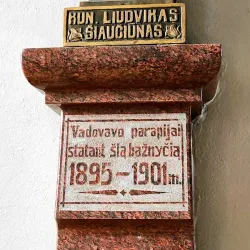 KUN. LIUDVIKAS
ŠIAUČIŪNAS
Vadovavo parapijai
statant šią bažnyčią
1895-1901 m.